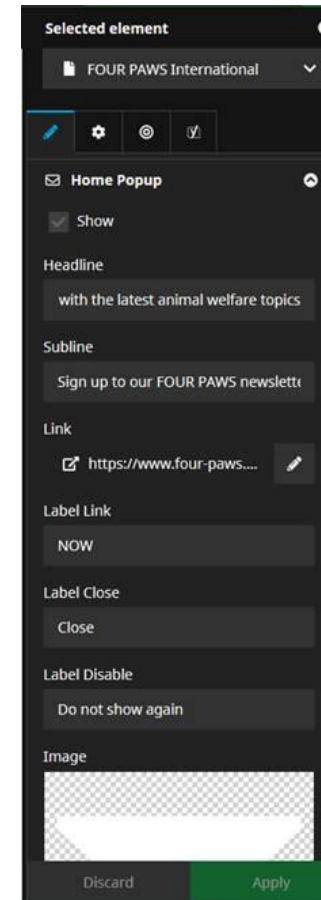 Selected element
FOUR PAWS International
Home Popup
Show
Headline
with the latest animal welfare topics
Subline
Sign up to our FOUR PAWS newslette
Link
https://www.four-paws....
Label Link
NOW
Label Close
Close
Label Disable
Do not show again
Image
Discard
Apply